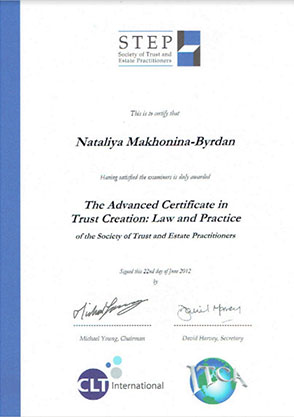 STEP
Society of Trust and
Estate Practitioners
This is to certify that
Nataliya Makhonina-Byrdan
Having satisfied the examiners is duly awarded
The Advanced Certificate in
Trust Creation: Law and Practice
of the Society of Trust and Estate Practitioners
Signed this 22nd day of June 2012
by
Michael Young, Chairman
David Harvey, Secretary
CLT International
ITCA